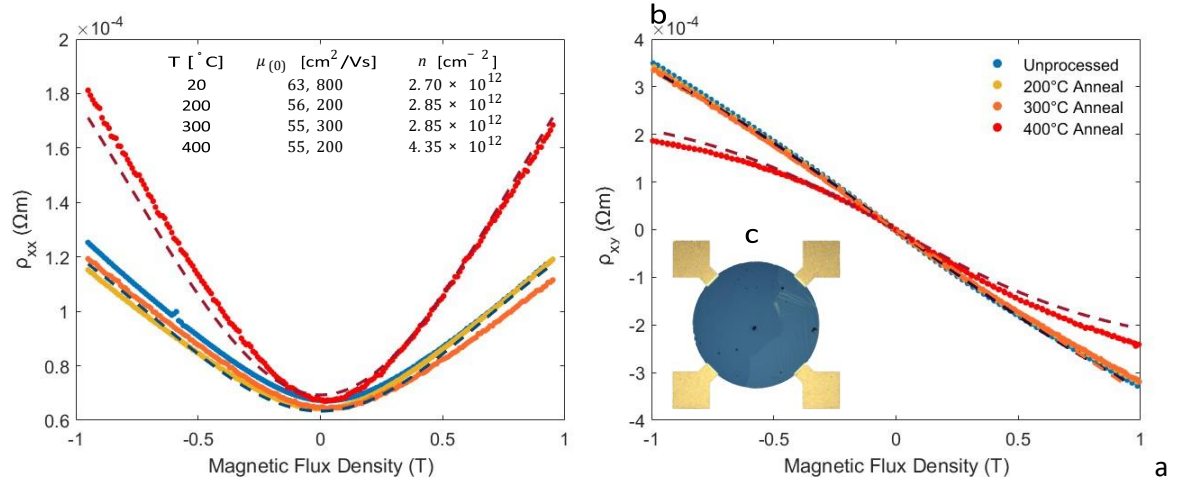 ×10⁻⁴
2
1.8
1.6
1.4
1.2
1
0.8
0.6
-1
-0.5
0
0.5
1
ρxx (Ωm)
Magnetic Flux Density (T)
T [˚C] μ(0) [cm²/Vs] n [cm⁻²]
20 63, 800 2.70 × 10¹²
200 56, 200 2.85 × 10¹²
300 55, 300 2.85 × 10¹²
400 55, 200 4.35 × 10¹²
b
×10⁻⁴
4
3
2
1
0
-1
-2
-3
-4
-1
-0.5
0
0.5
1
ρxy (Ωm)
Magnetic Flux Density (T)
Unprocessed
200°C Anneal
300°C Anneal
400°C Anneal
c
a